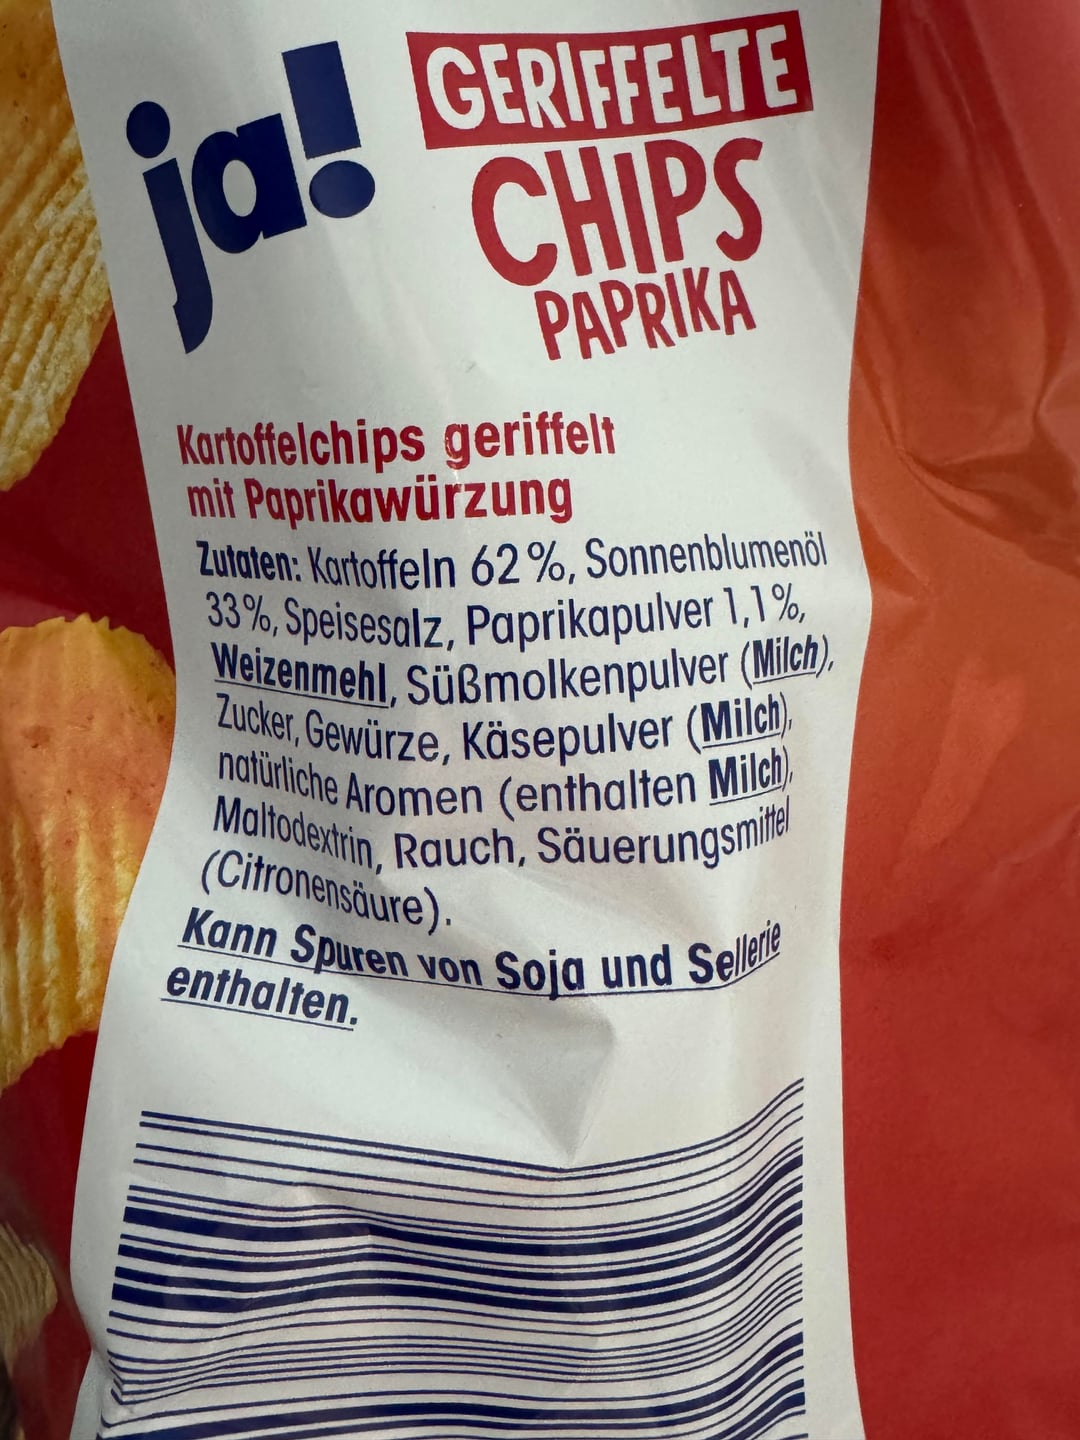 ja!
GERIFFELTE
CHIPS
PAPRIKA
Kartoffelchips geriffelt
mit Paprikawürzung
Zutaten: Kartoffeln 62%, Sonnenblumenöl
33%, Speisesalz, Paprikapulver 1,1%,
Weizenmehl, Süßmolkenpulver (Milch),
Zucker, Gewürze, Käsepulver (Milch),
natürliche Aromen (enthalten Milch),
Maltodextrin, Rauch, Säuerungsmittel
(Citronensäure).
Kann Spuren von Soja und Sellerie
enthalten.